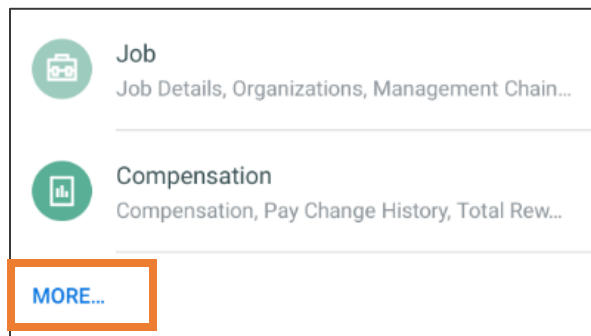 Job
Job Details, Organizations, Management Chain...
Compensation
Compensation, Pay Change History, Total Rew...
MORE...